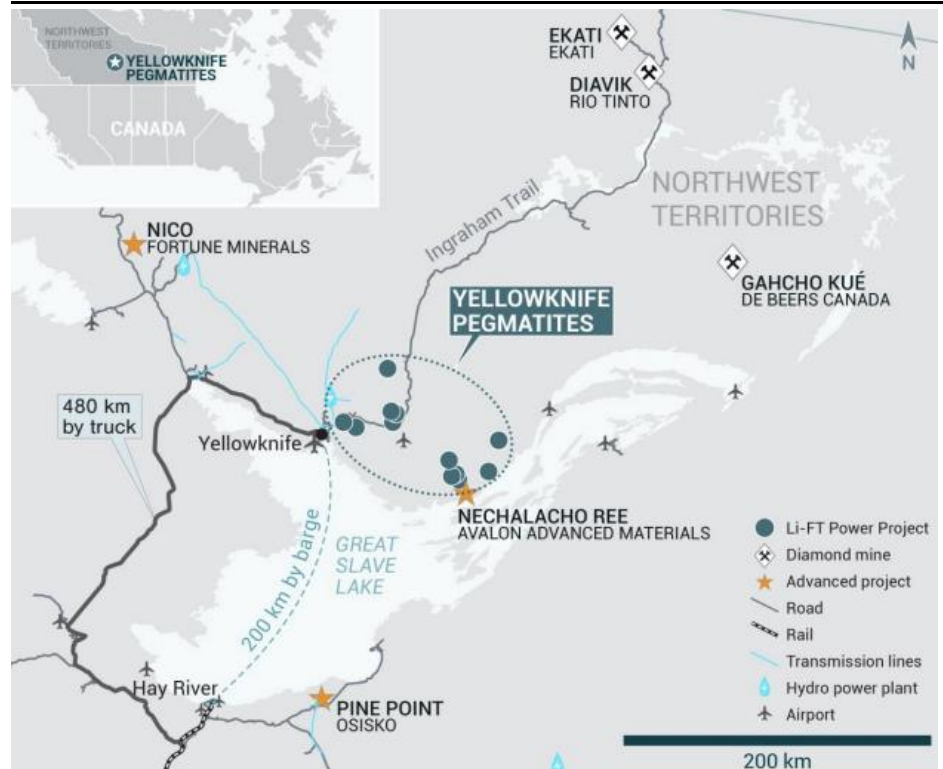 NORTHWEST
TERRITORIES
YELLOWKNIFE
PEGMATITES
CANADA
EKATI
EKATI
DIAVIK
RIO TINTO
N
NORTHWEST
TERRITORIES
Ingraham Trail
NICO
FORTUNE MINERALS
GAHCHO KUÉ
DE BEERS CANADA
YELLOWKNIFE
PEGMATITES
480 km
by truck
Yellowknife
NECHALACHO REE
AVALON ADVANCED MATERIALS
GREAT
SLAVE
LAKE
200 km by barge
Hay River
PINE POINT
OSISKO
Li-FT Power Project
Diamond mine
Advanced project
Road
Rail
Transmission lines
Hydro power plant
Airport
200 km